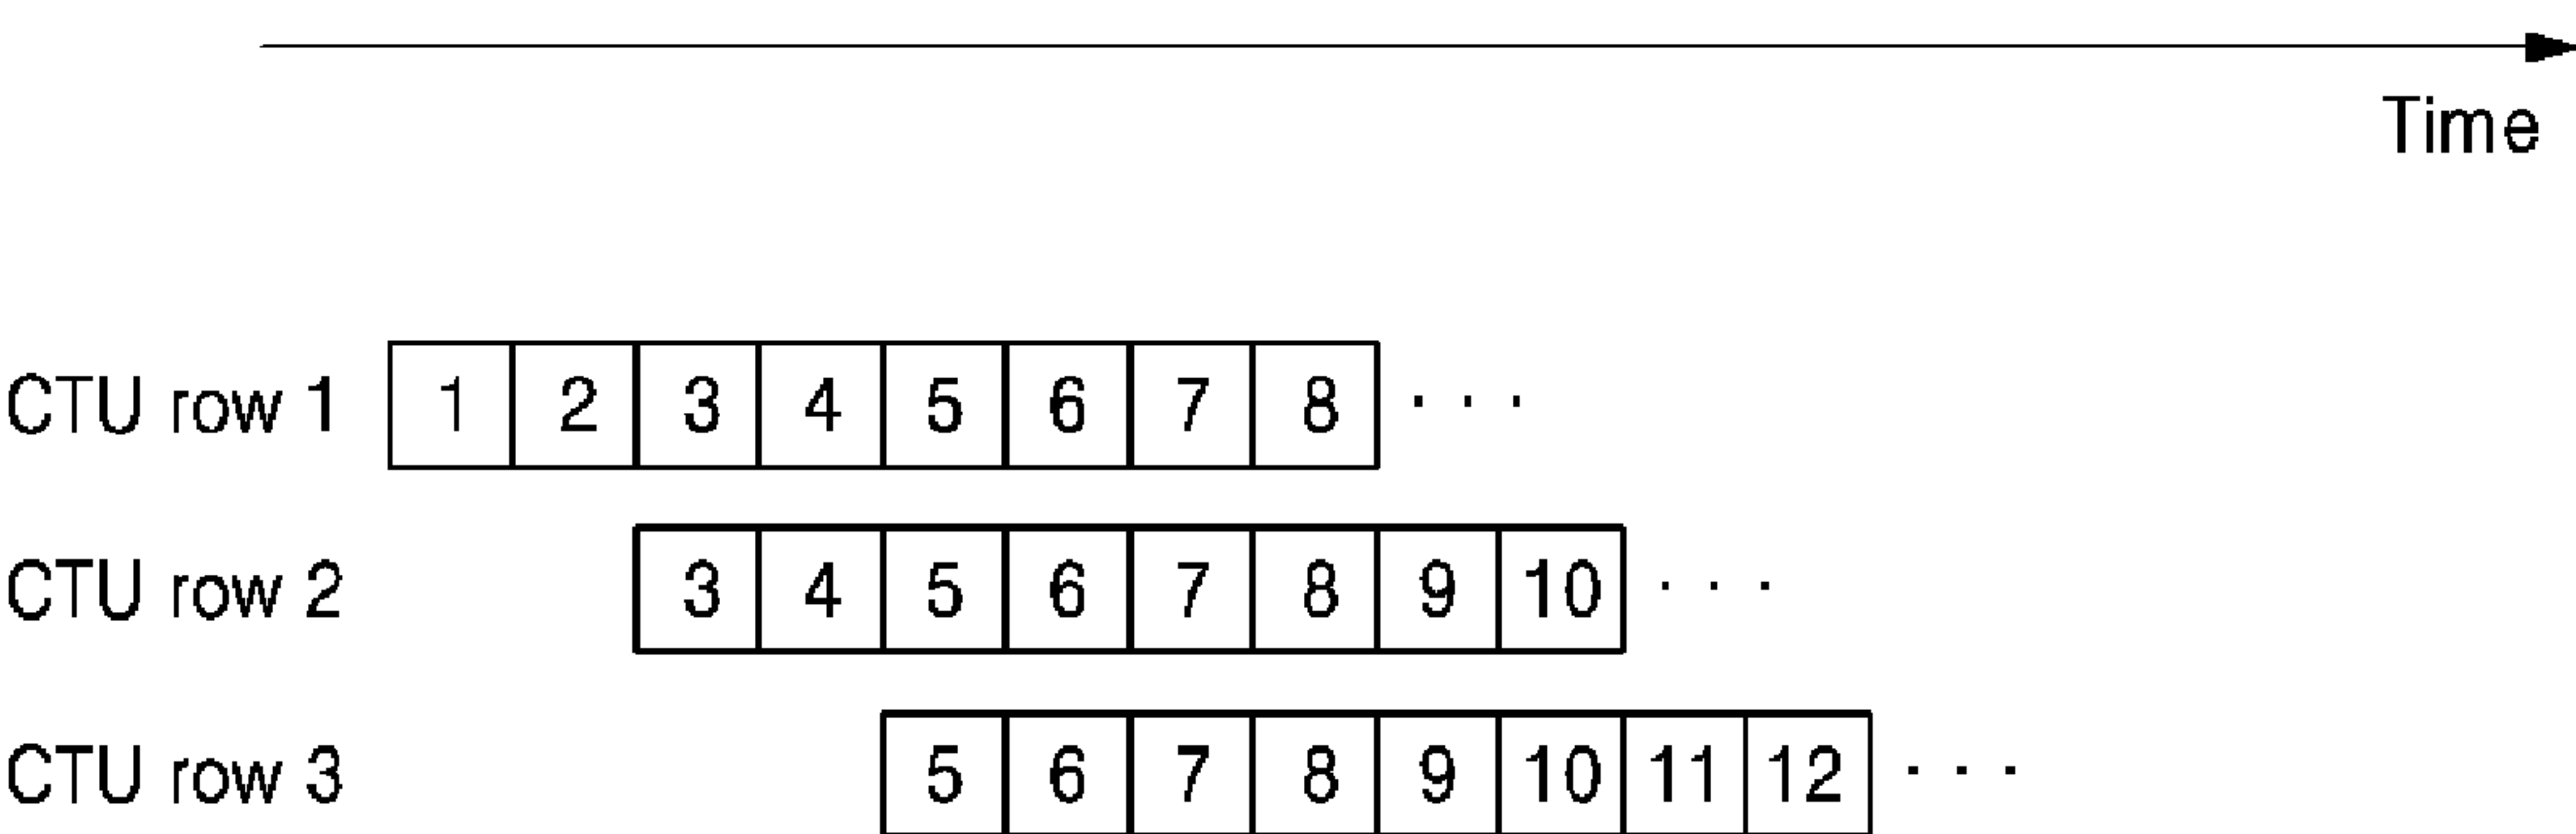 Time
CTU row 1 1 2 3 4 5 6 7 8 . . .
CTU row 2 3 4 5 6 7 8 9 10 . . .
CTU row 3 5 6 7 8 9 10 11 12 . . .